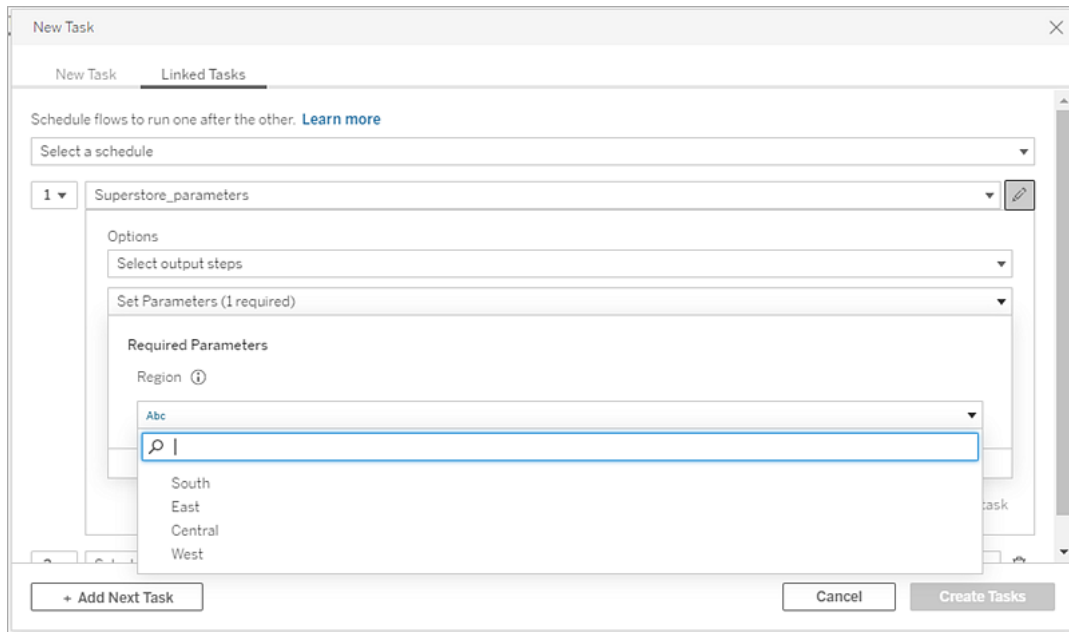 New Task
New Task Linked Tasks
Schedule flows to run one after the other. Learn more
Select a schedule
1 Superstore_parameters
Options
Select output steps
Set Parameters (1 required)
Required Parameters
Region
Abc
South
East
Central
West
task
+ Add Next Task Cancel Create Tasks